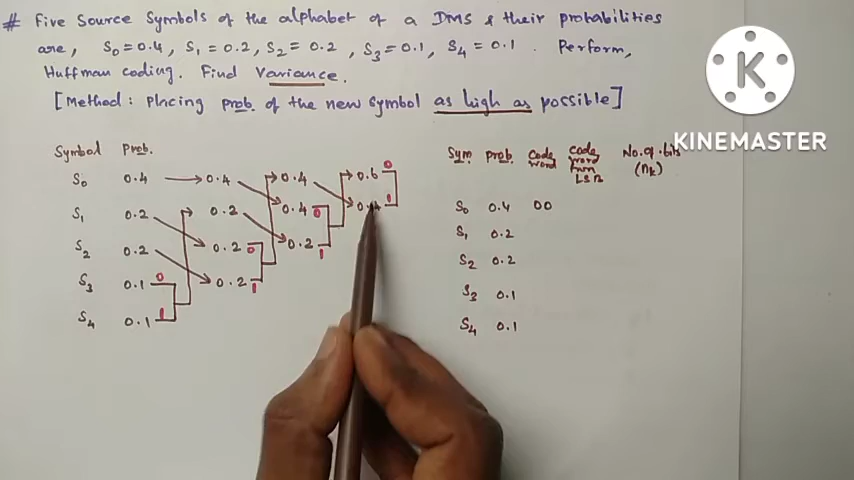 # Five Source Symbols of the alphabet of a DMS & their probabilities
are, S0 = 0.4, S1 = 0.2, S2 = 0.2, S3 = 0.1, S4 = 0.1. Perform,
Huffman coding. Find Variance.
[Method: Placing prob. of the new symbol as high as possible]
K
KINEMASTER
Symbol Prob.
S0 0.4 0.4 0.4 0.6 0
S1 0.2 0.2 0.4 0 1
S2 0.2 0.2 0 0.2 1
S3 0.1 0 0.2 1
S4 0.1 1
Sym Prob. Code word Code word from LSB No. of bits (nk)
S0 0.4 00
S1 0.2
S2 0.2
S3 0.1
S4 0.1